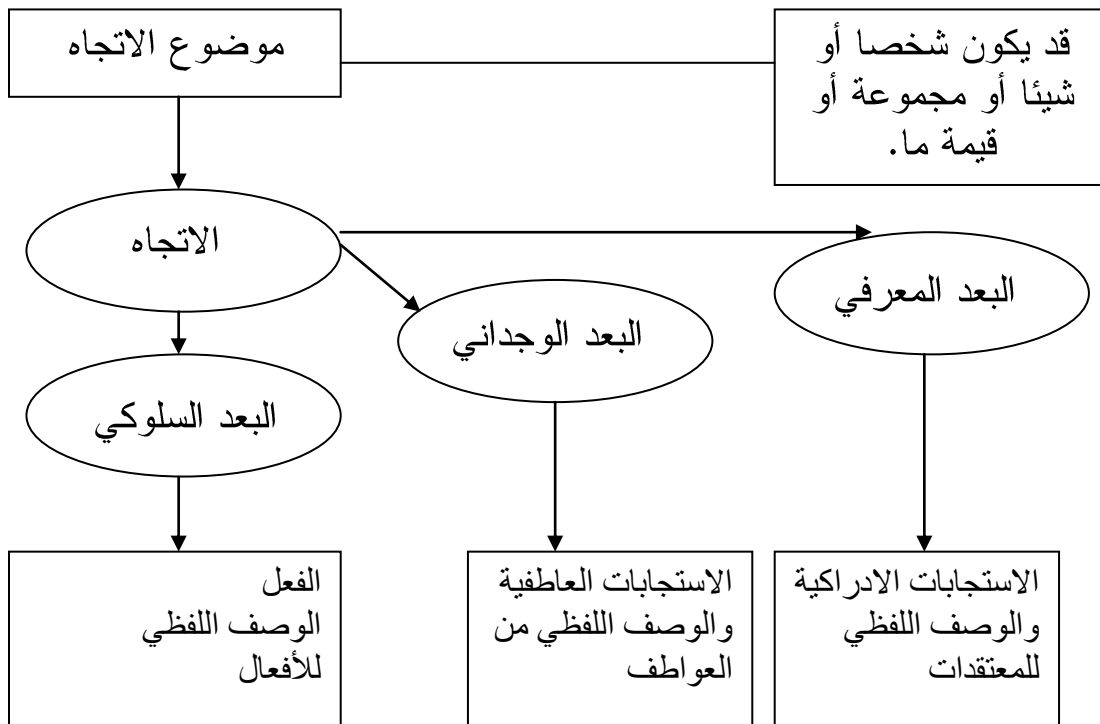 موضوع الاتجاه
قد يكون شخصا أو
شيئا أو مجموعة أو
قيمة ما.
الاتجاه
البعد المعرفي
البعد الوجداني
البعد السلوكي
الاستجابات الادراكية
والوصف اللفظي
للمعتقدات
الاستجابات العاطفية
والوصف اللفظي من
العواطف
الفعل
الوصف اللفظي
للأفعال